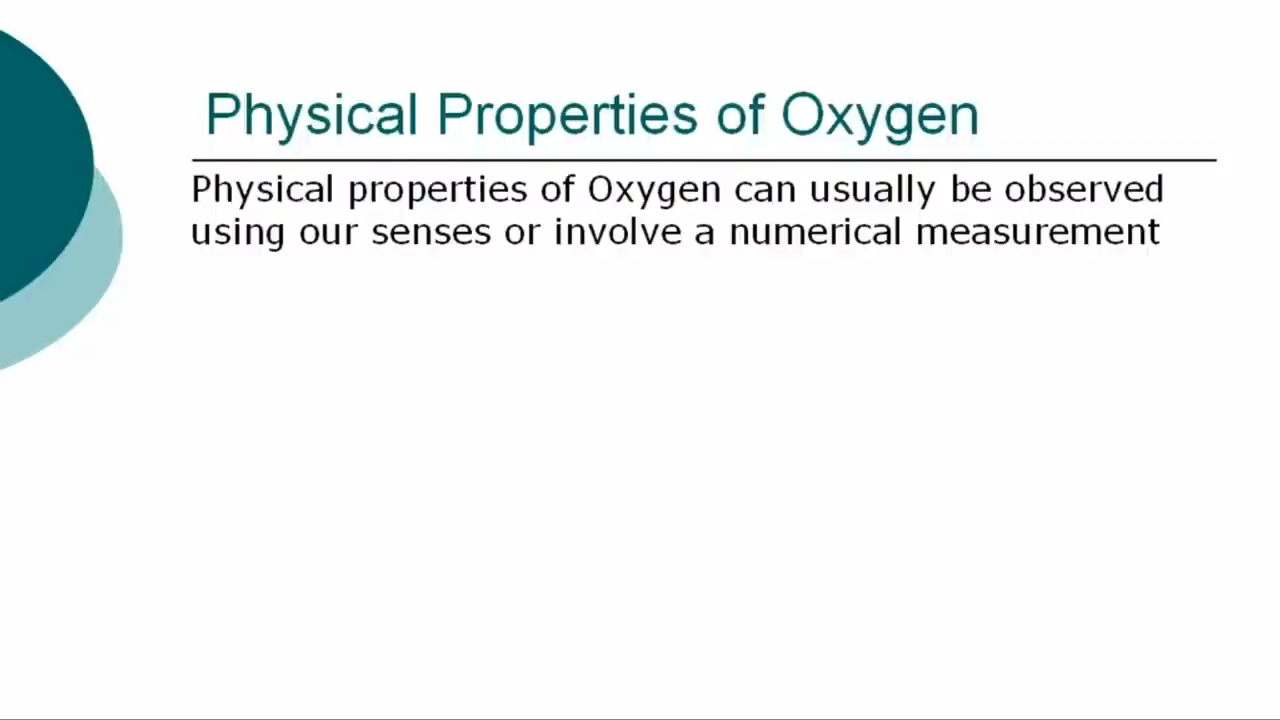 Physical Properties of Oxygen
Physical properties of Oxygen can usually be observed
using our senses or involve a numerical measurement